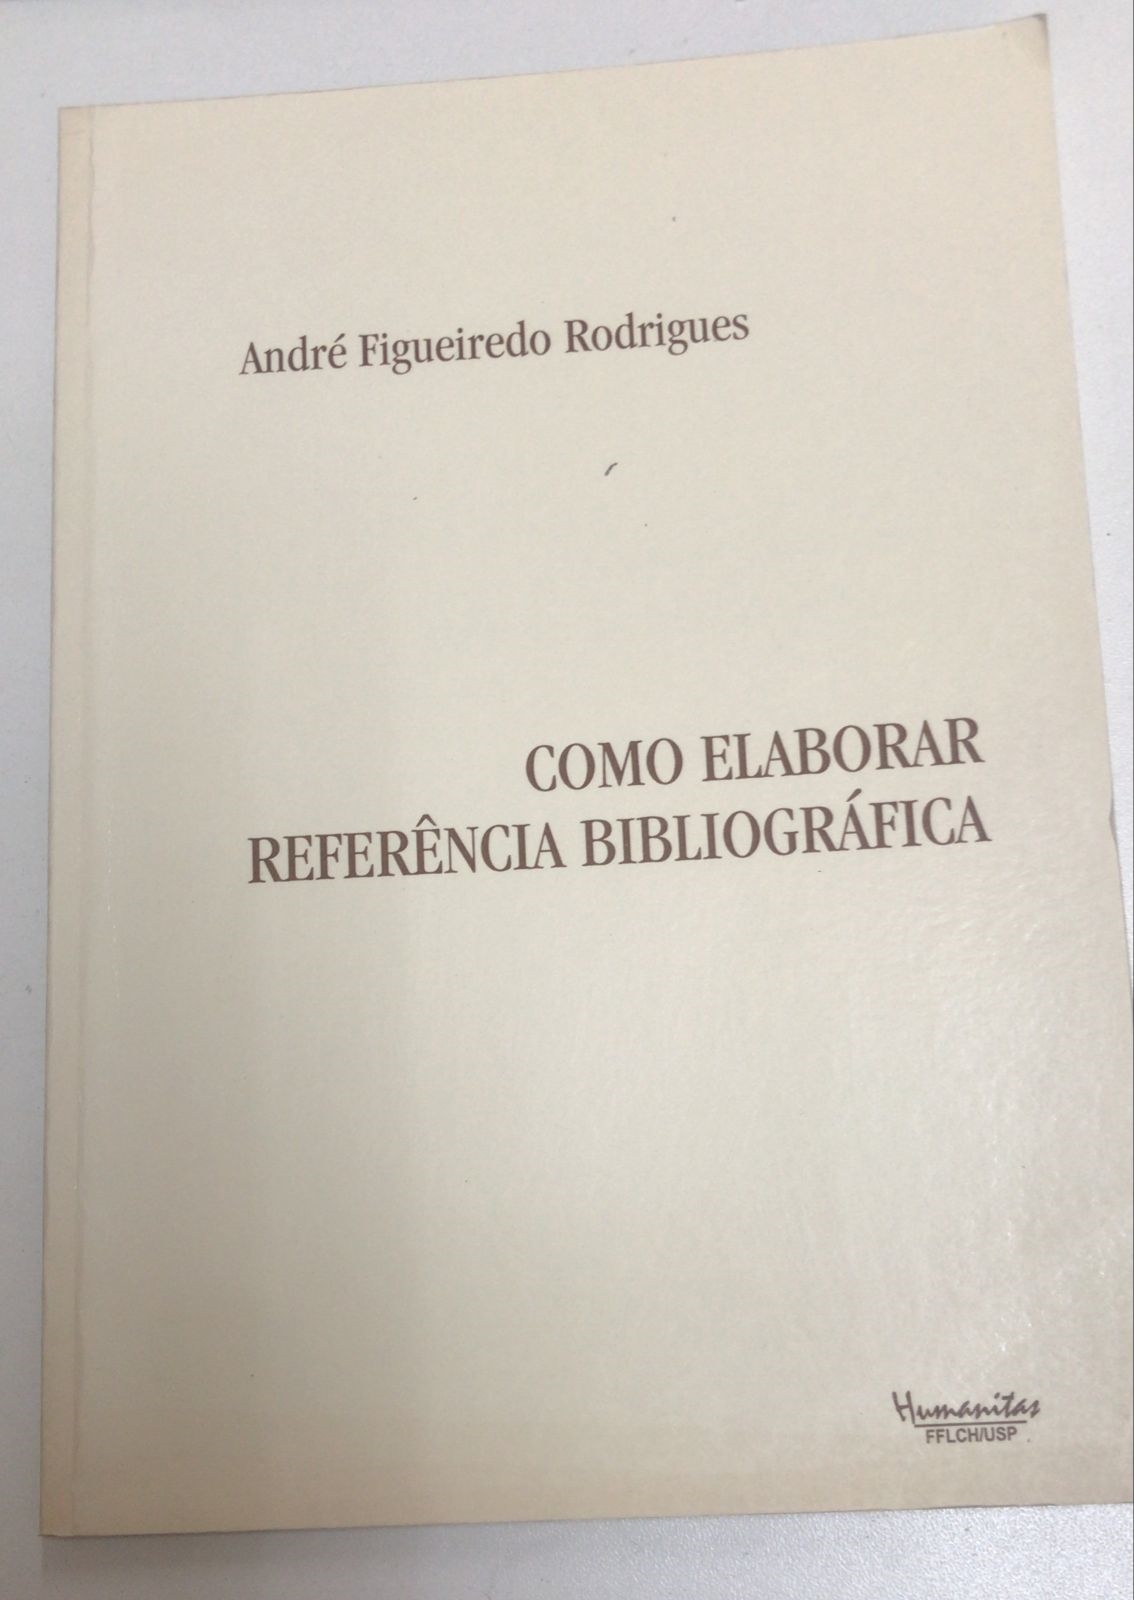 André Figueiredo Rodrigues
COMO ELABORAR
REFERÊNCIA BIBLIOGRÁFICA
Humanitas
FFLCH/USP